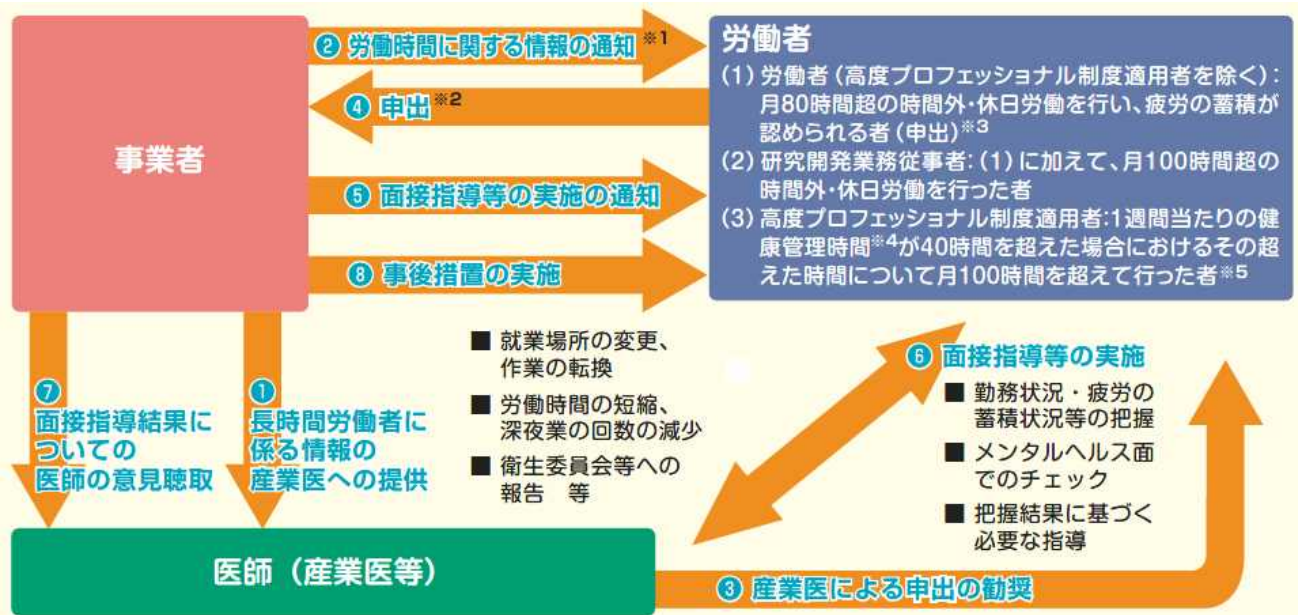 事業者
❷ 労働時間に関する情報の通知※1
❹ 申出※2
❺ 面接指導等の実施の通知
❽ 事後措置の実施
労働者
(1) 労働者(高度プロフェッショナル制度適用者を除く):
月80時間超の時間外・休日労働を行い、疲労の蓄積が
認められる者(申出)※3
(2) 研究開発業務従事者:(1)に加えて、月100時間超の
時間外・休日労働を行った者
(3) 高度プロフェッショナル制度適用者:1週間当たりの健
康管理時間※4が40時間を超えた場合におけるその超
えた時間について月100時間を超えて行った者※5
❼
面接指導結果に
ついての
医師の意見聴取
❶
長時間労働者に
係る情報の
産業医への提供
■ 就業場所の変更、
作業の転換
■ 労働時間の短縮、
深夜業の回数の減少
■ 衛生委員会等への
報告 等
❻ 面接指導等の実施
■ 勤務状況・疲労の
蓄積状況等の把握
■ メンタルヘルス面
でのチェック
■ 把握結果に基づく
必要な指導
医師(産業医等)
❸ 産業医による申出の勧奨